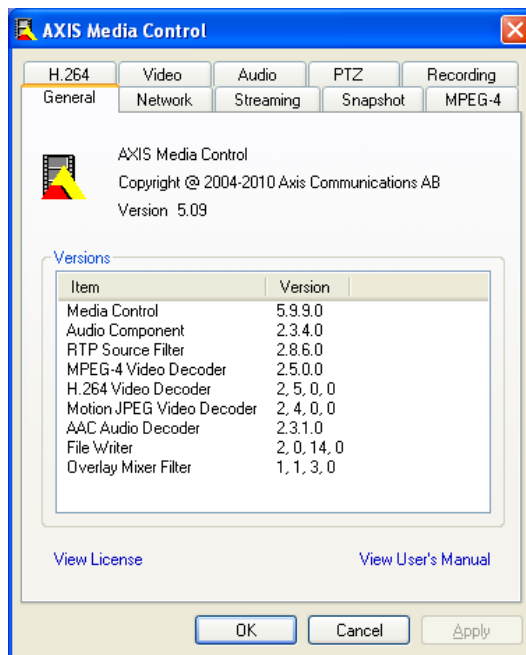 AXIS Media Control
H.264 Video Audio PTZ Recording
General Network Streaming Snapshot MPEG-4
AXIS Media Control
Copyright @ 2004-2010 Axis Communications AB
Version 5.09
Versions
Item Version
Media Control 5.9.9.0
Audio Component 2.3.4.0
RTP Source Filter 2.8.6.0
MPEG-4 Video Decoder 2.5.0.0
H.264 Video Decoder 2, 5, 0, 0
Motion JPEG Video Decoder 2, 4, 0, 0
AAC Audio Decoder 2.3.1.0
File Writer 2, 0, 14, 0
Overlay Mixer Filter 1, 1, 3, 0
View License View User's Manual
OK Cancel Apply